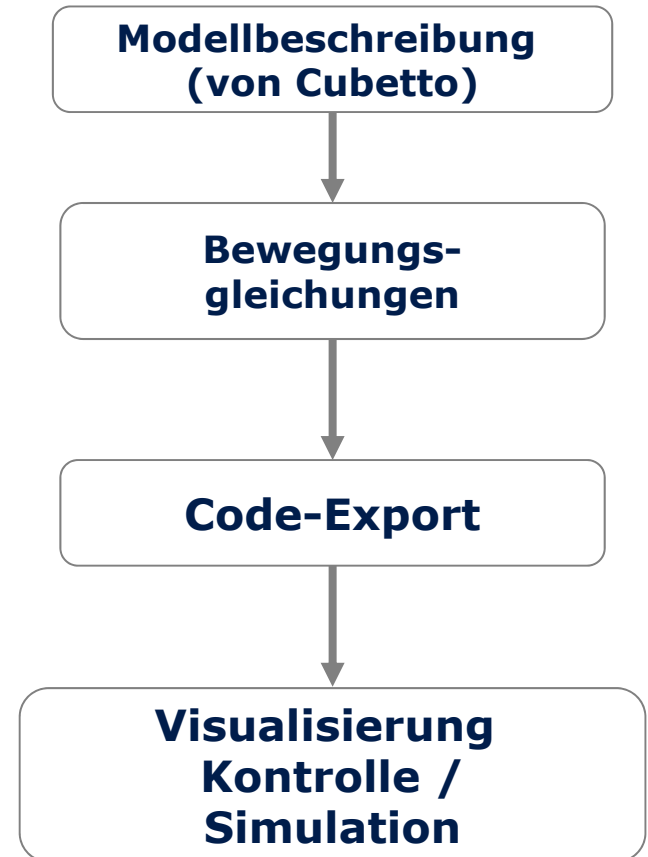 Modellbeschreibung
(von Cubetto)
Bewegungs-
gleichungen
Code-Export
Visualisierung
Kontrolle /
Simulation